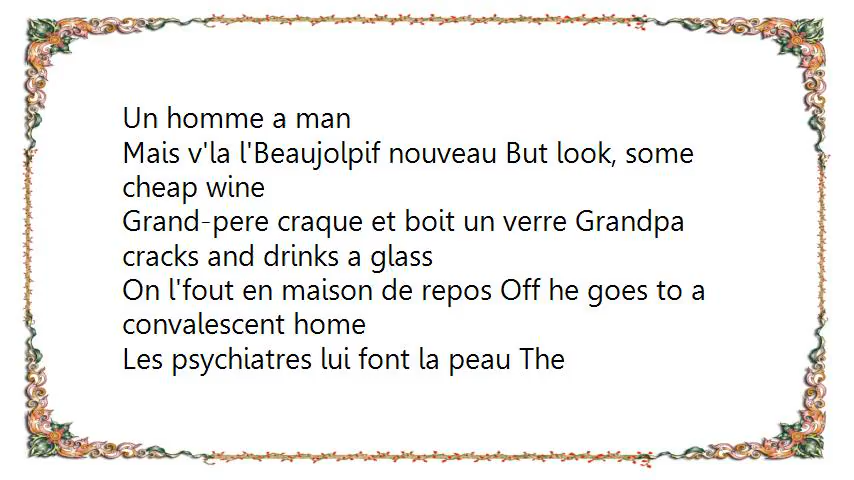 Un homme a man
Mais v'la l'Beaujolpif nouveau But look, some
cheap wine
Grand-pere craque et boit un verre Grandpa
cracks and drinks a glass
On l'fout en maison de repos Off he goes to a
convalescent home
Les psychiatres lui font la peau The